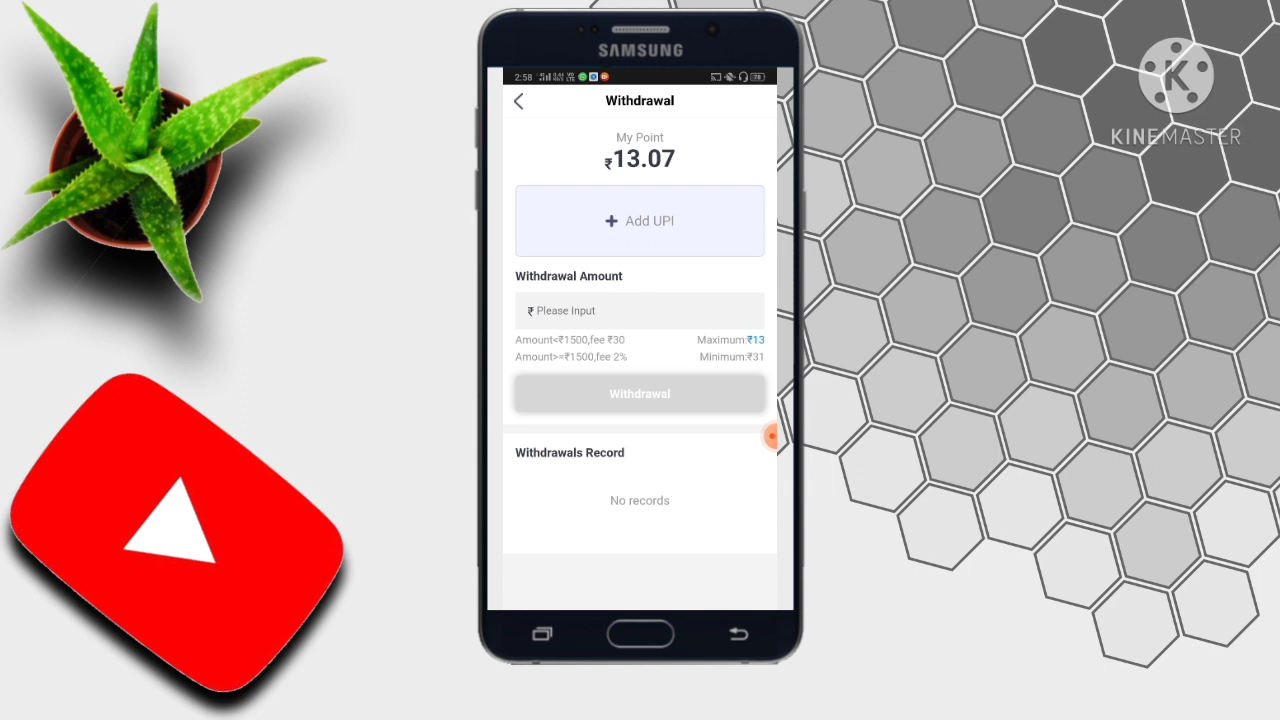 SAMSUNG
2:58
78
Withdrawal
My Point
₹13.07
+ Add UPI
Withdrawal Amount
₹ Please Input
Amount<₹1500,fee ₹30
Maximum:₹13
Amount>=₹1500,fee 2%
Minimum:₹31
Withdrawal
Withdrawals Record
No records
K
KINEMASTER